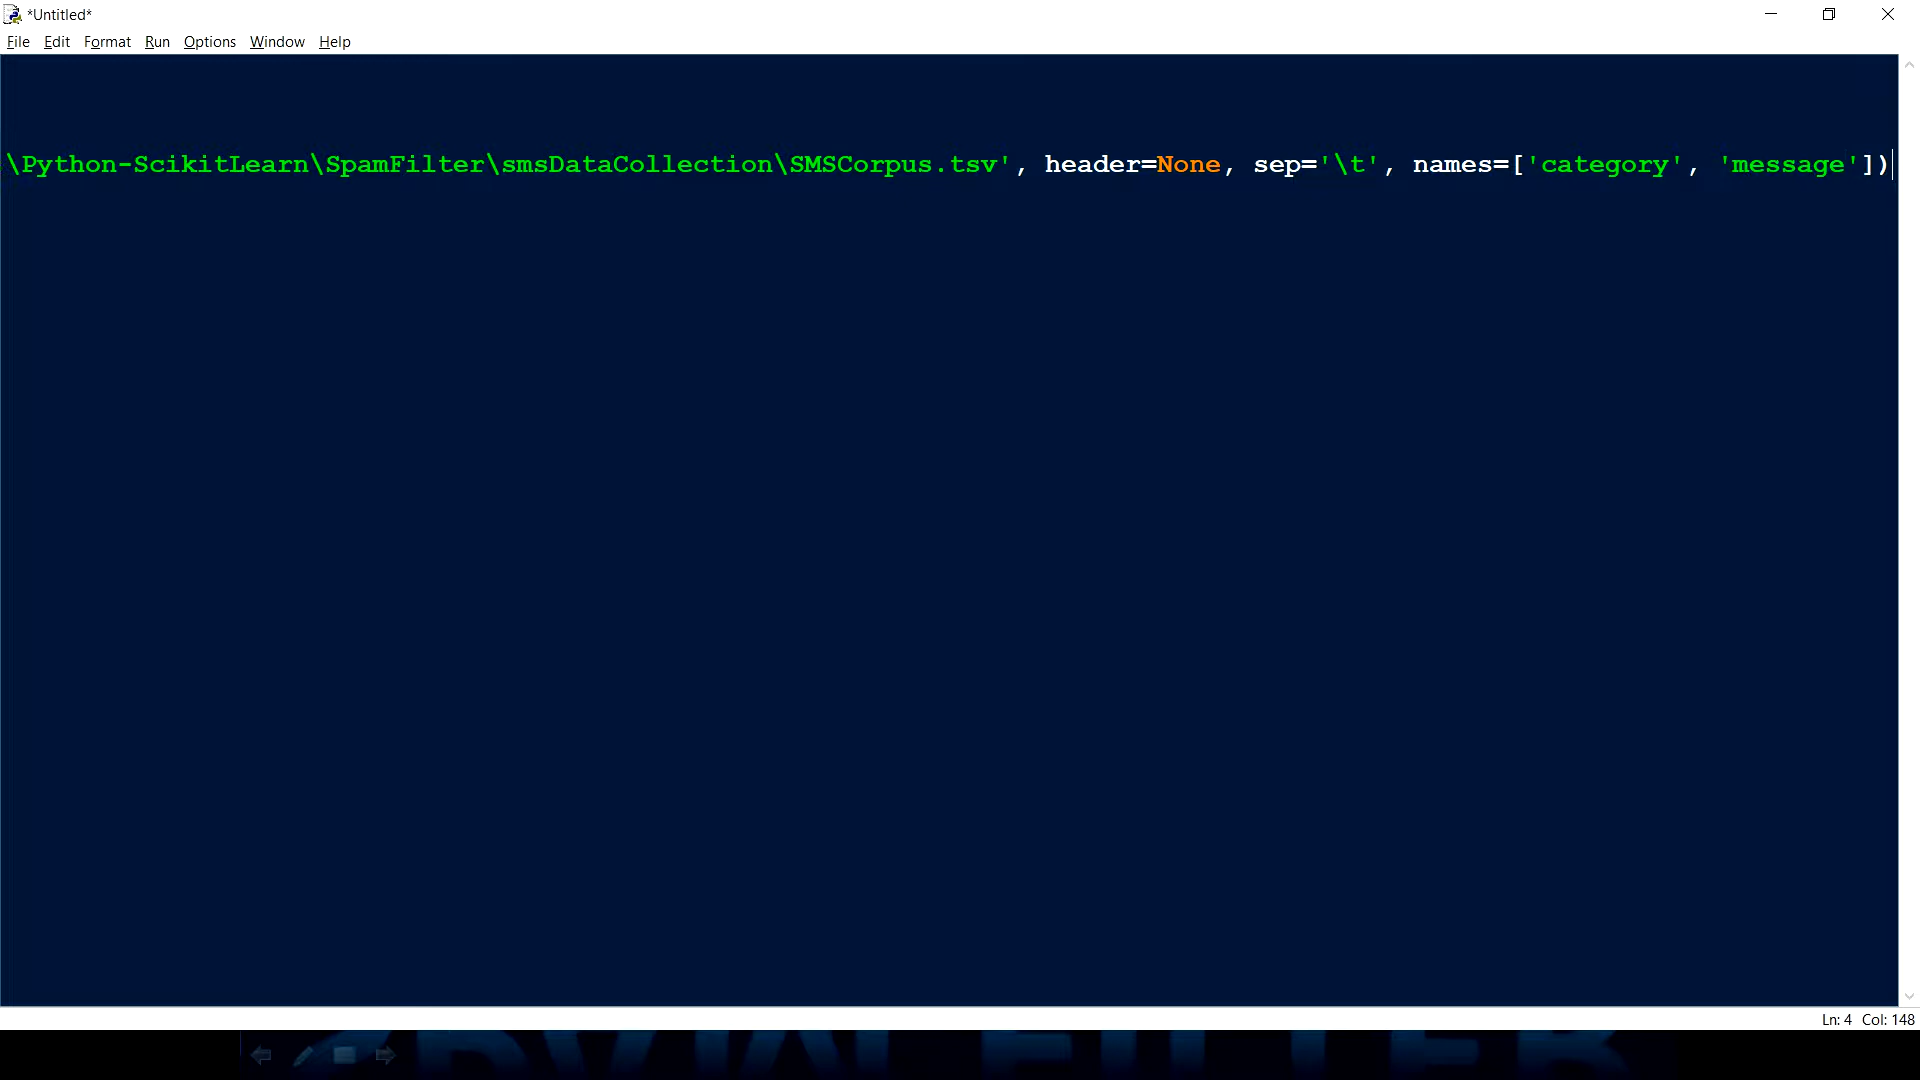 *Untitled*
File Edit Format Run Options Window Help
\Python-ScikitLearn\SpamFilter\smsDataCollection\SMSCorpus.tsv', header=None, sep='\t', names=['category', 'message'])
Ln: 4 Col: 148